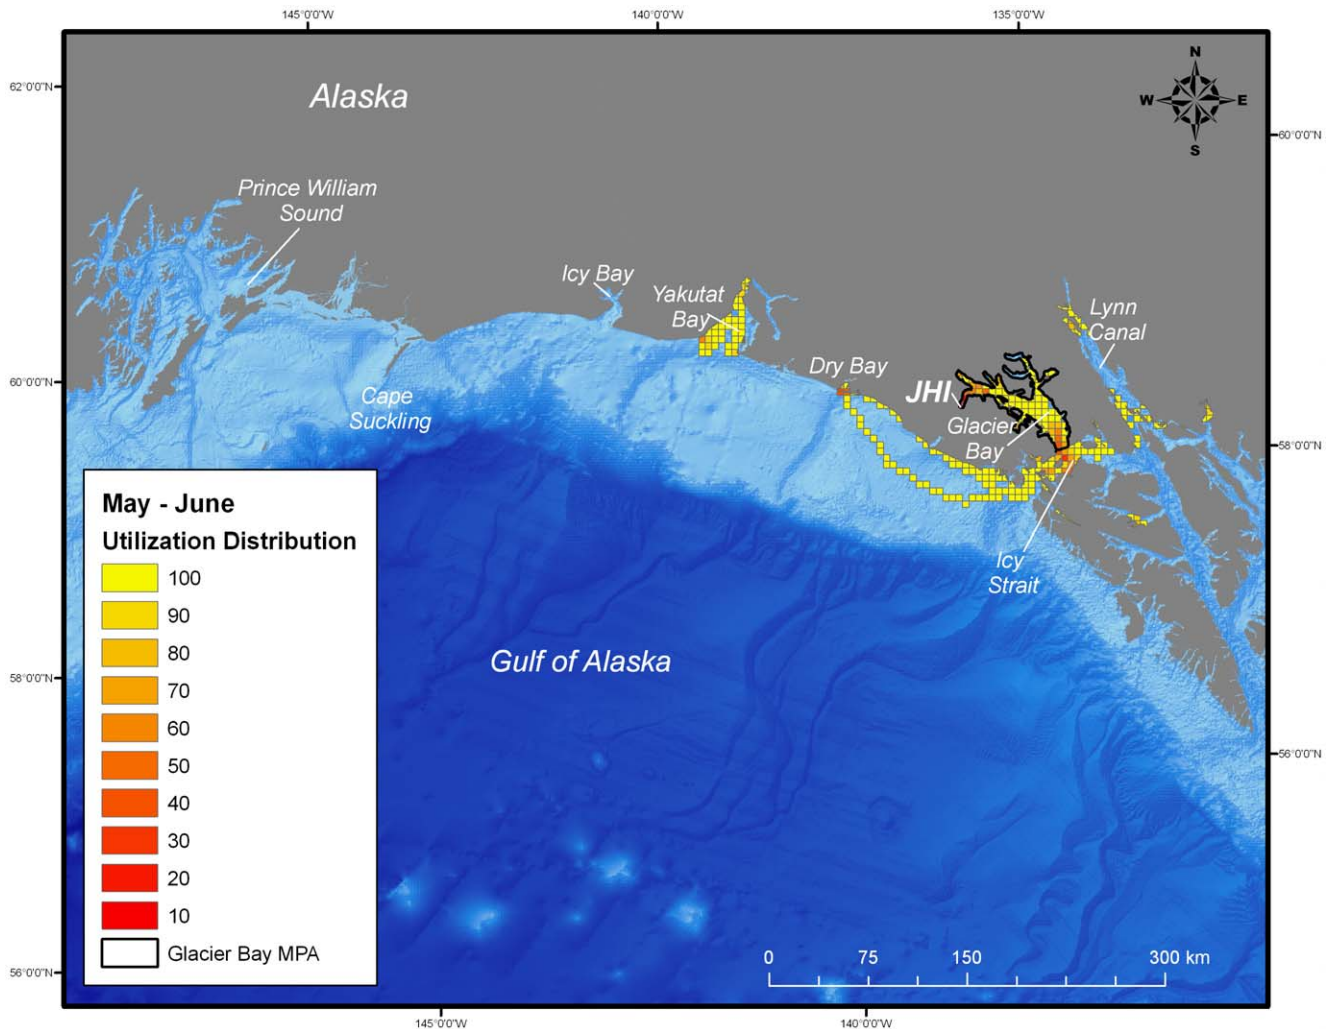 145°0'0"W
140°0'0"W
135°0'0"W
62°0'0"N
60°0'0"N
58°0'0"N
56°0'0"N
60°0'0"N
58°0'0"N
56°0'0"N
N
W
E
S
Alaska
Prince William
Sound
Icy Bay
Yakutat
Bay
Lynn
Canal
Dry Bay
JHI
Glacier
Bay
Cape
Suckling
Icy
Strait
Gulf of Alaska
May - June
Utilization Distribution
100
90
80
70
60
50
40
30
20
10
Glacier Bay MPA
0
75
150
300 km
145°0'0"W
140°0'0"W